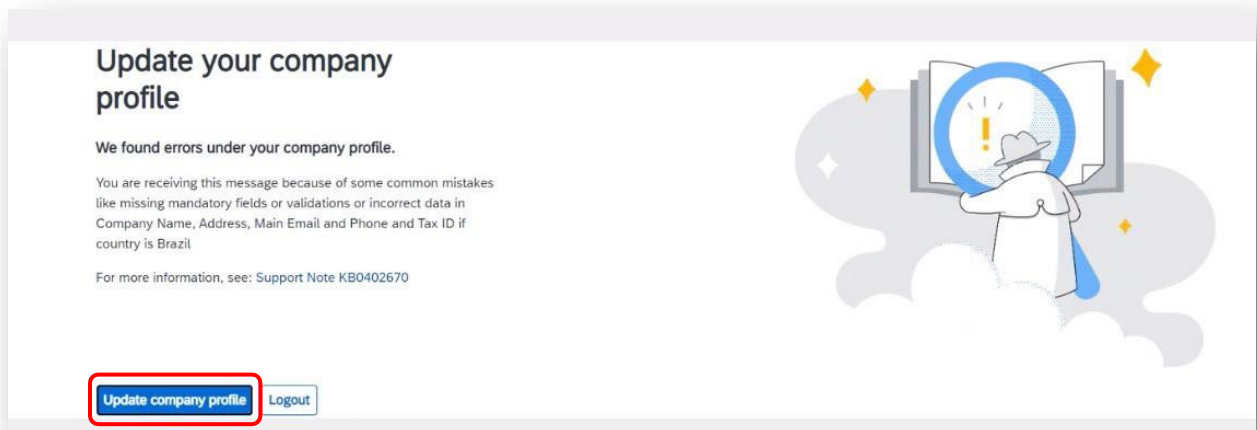 Update your company
profile
We found errors under your company profile.
You are receiving this message because of some common mistakes
like missing mandatory fields or validations or incorrect data in
Company Name, Address, Main Email and Phone and Tax ID if
country is Brazil
For more information, see: Support Note KB0402670
Update company profile Logout